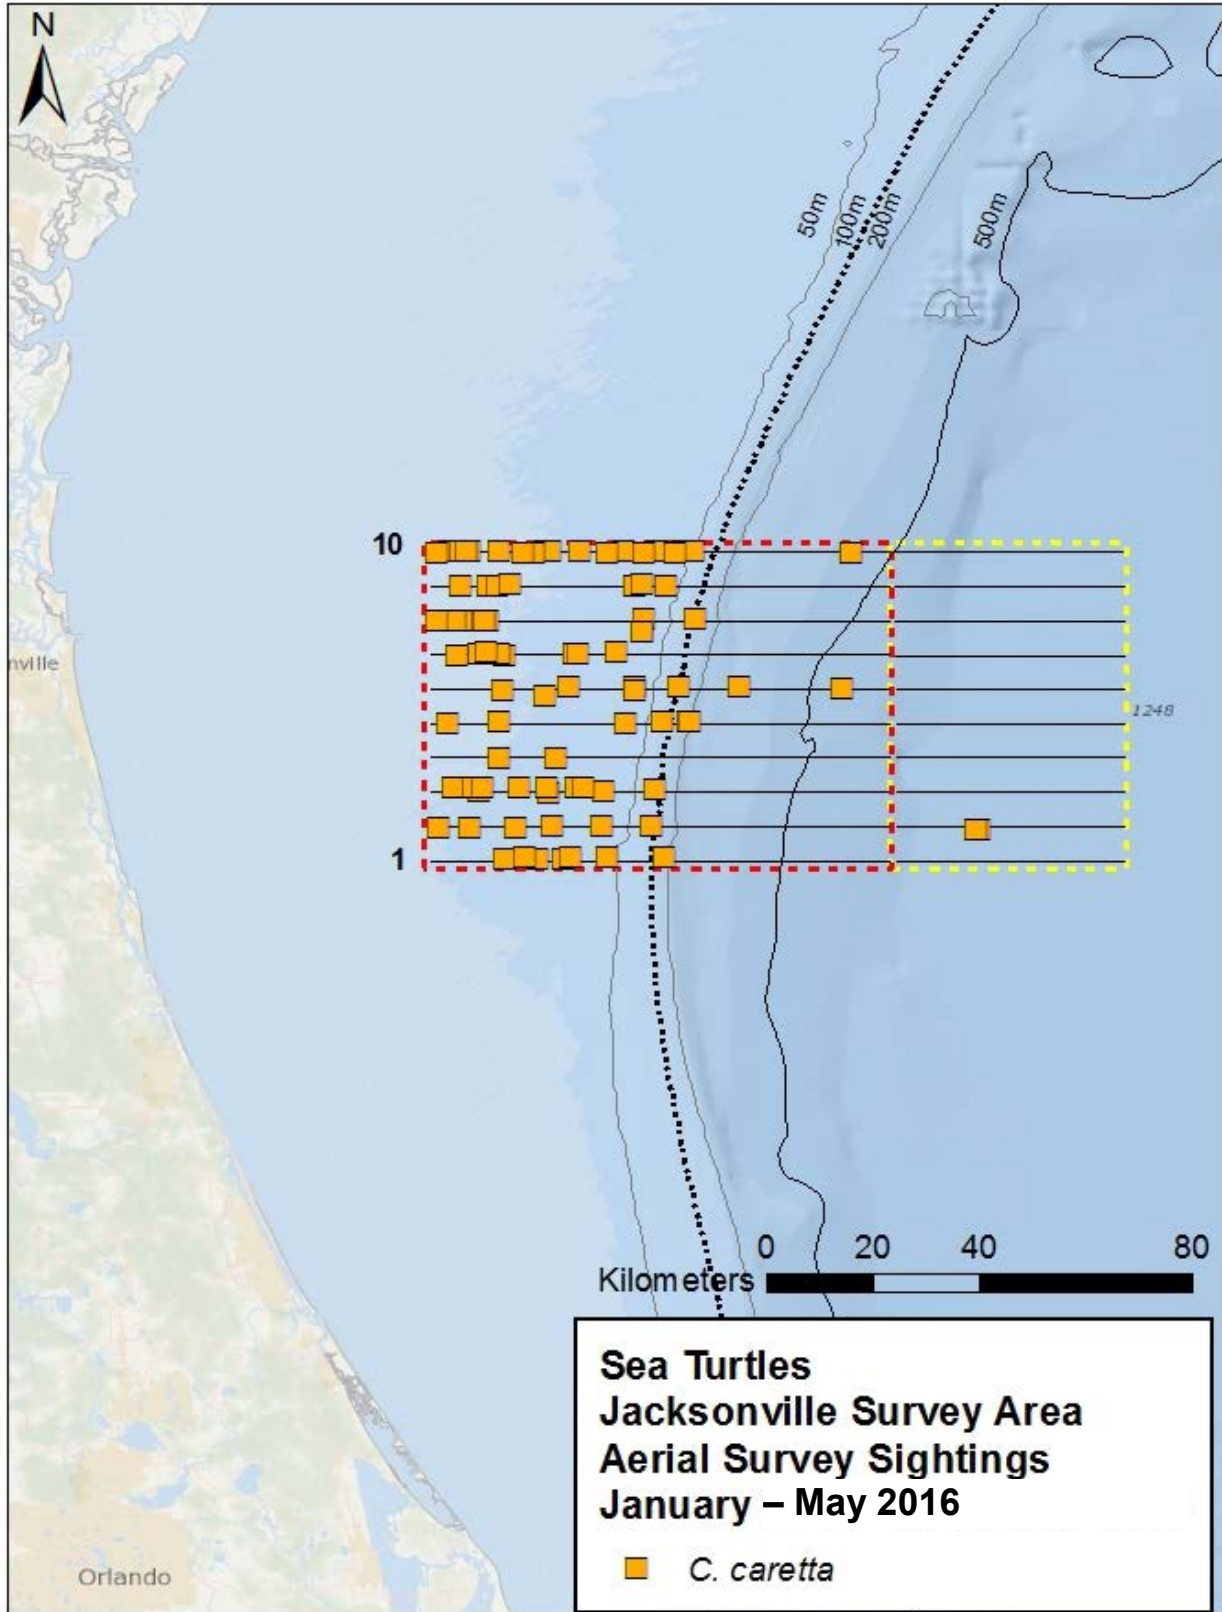 N
50m
100m
200m
500m
10
nville
1248
1
0 20 40 80
Kilometers
Sea Turtles
Jacksonville Survey Area
Aerial Survey Sightings
January – May 2016
C. caretta
Orlando